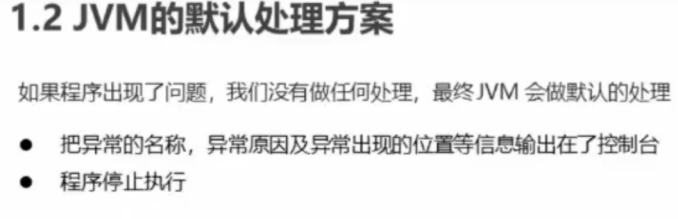 1.2 JVM的默认处理方案
如果程序出现了问题，我们没有做任何处理，最终JVM 会做默认的处理
● 把异常的名称，异常原因及异常出现的位置等信息输出在了控制台
● 程序停止执行